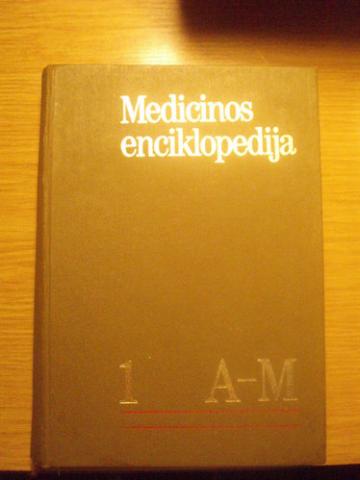 Medicinos
enciklopedija
1 A-M